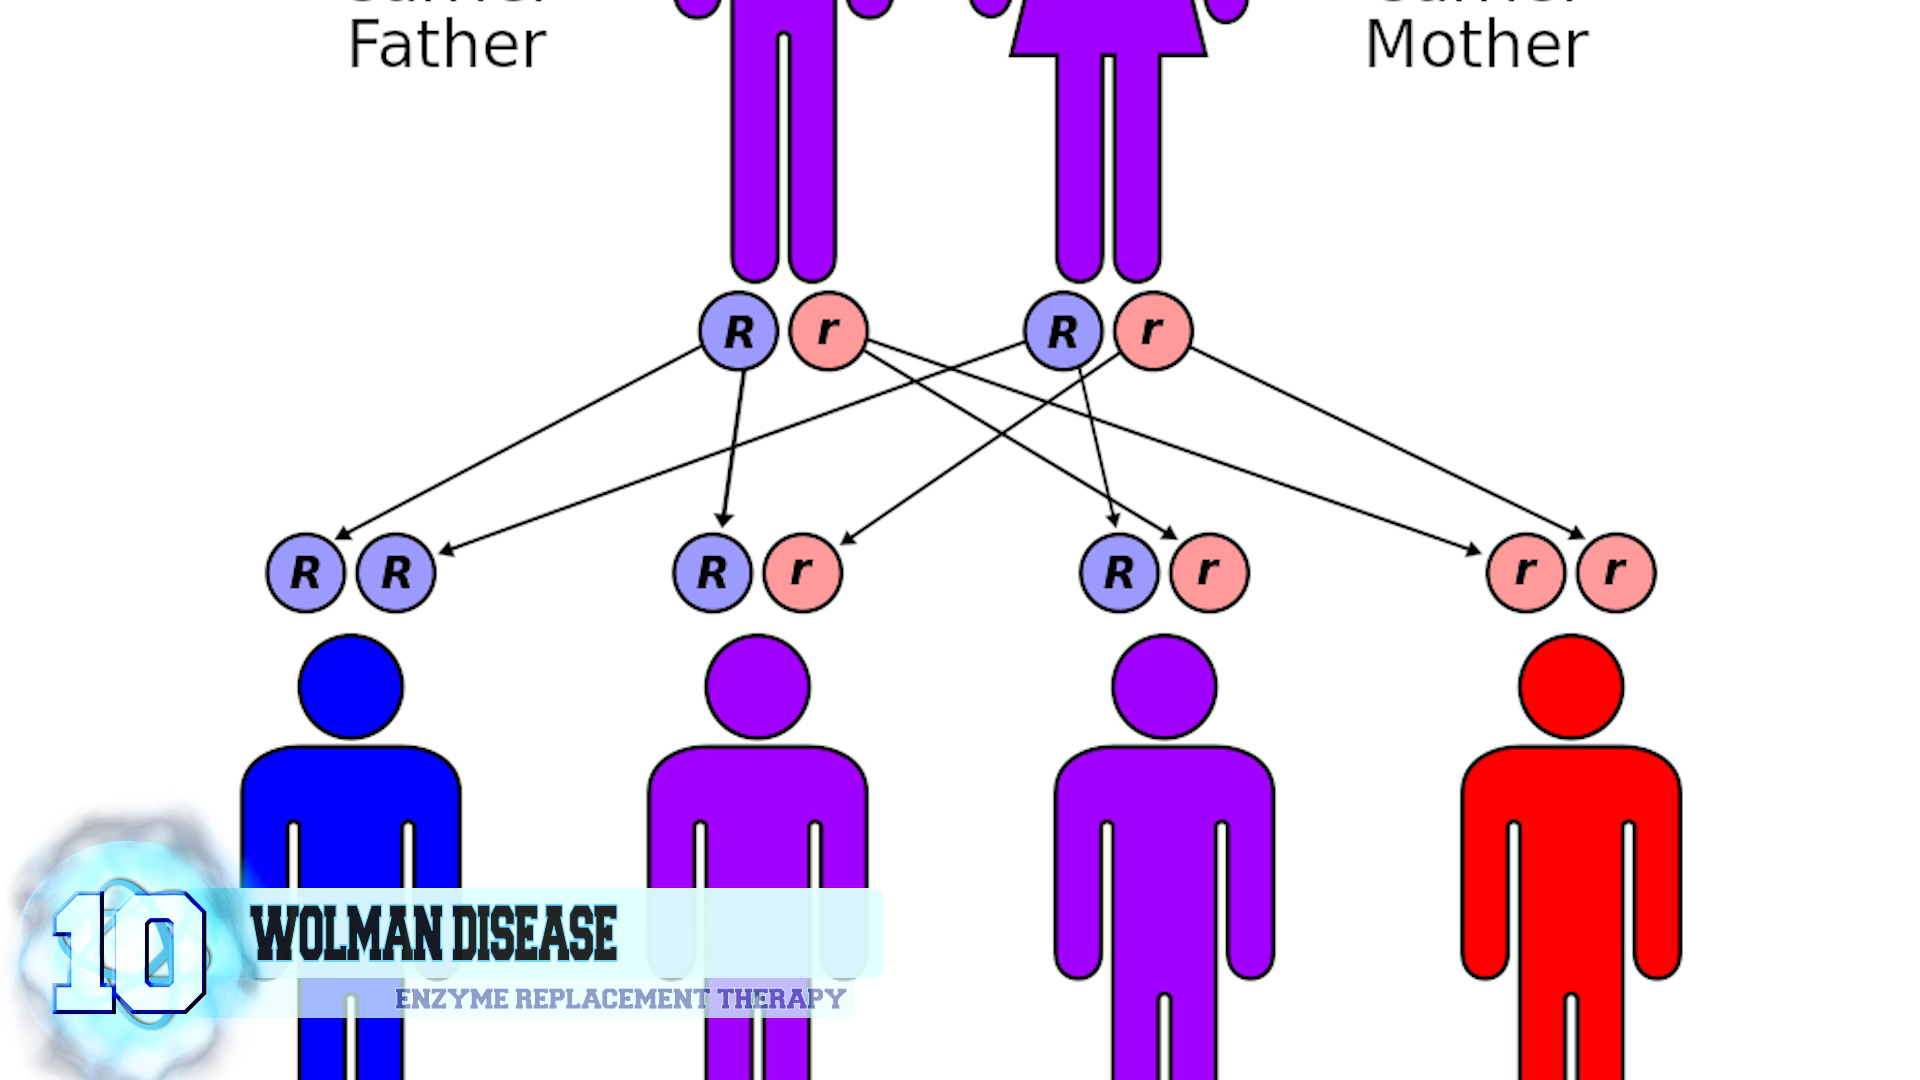 Father
Mother
R r R r
R R R r R r r r
10
WOLMAN DISEASE
ENZYME REPLACEMENT THERAPY